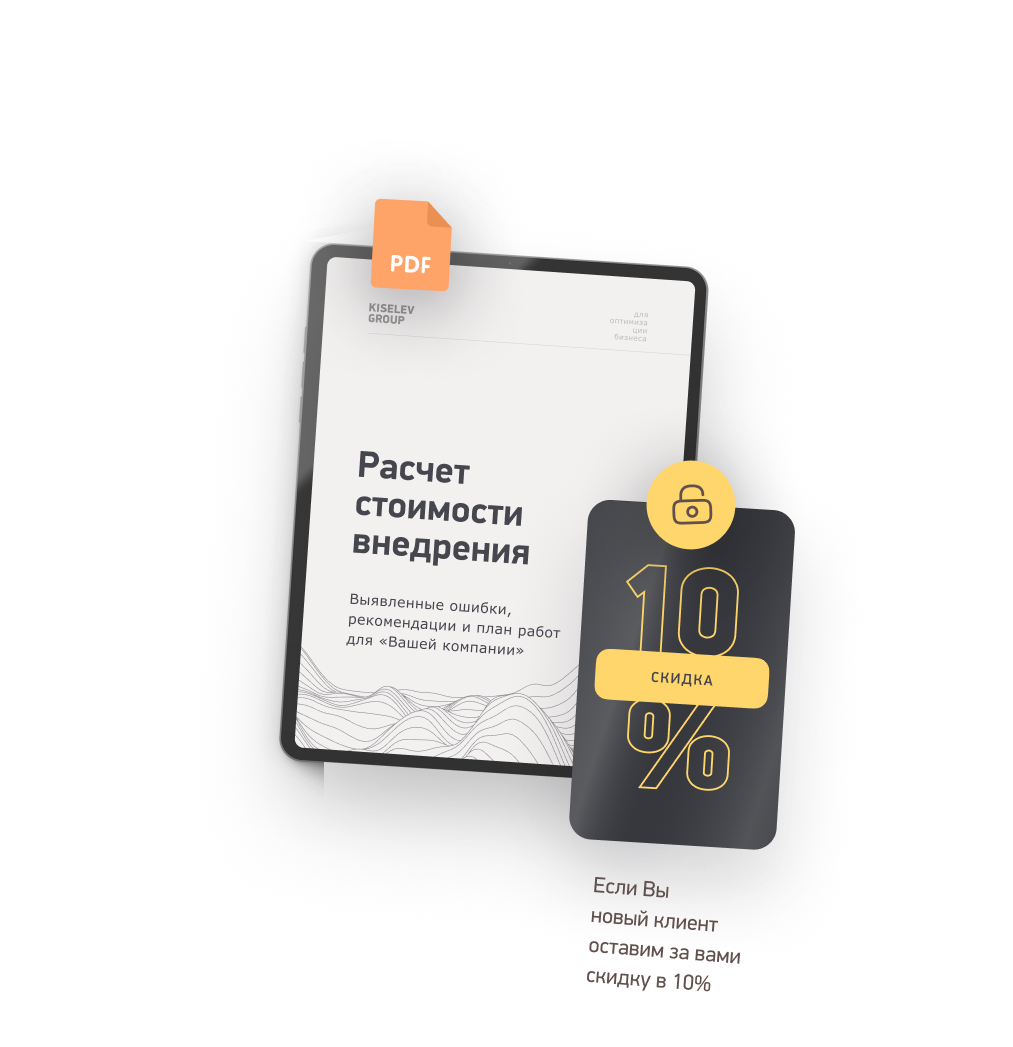 PDF
KISELEV
GROUP
для
оптимиза
ции
бизнеса
Расчет
стоимости
внедрения
Выявленные ошибки,
рекомендации и план работ
для «Вашей компании»
10
СКИДКА
%
Если Вы
новый клиент
оставим за вами
скидку в 10%